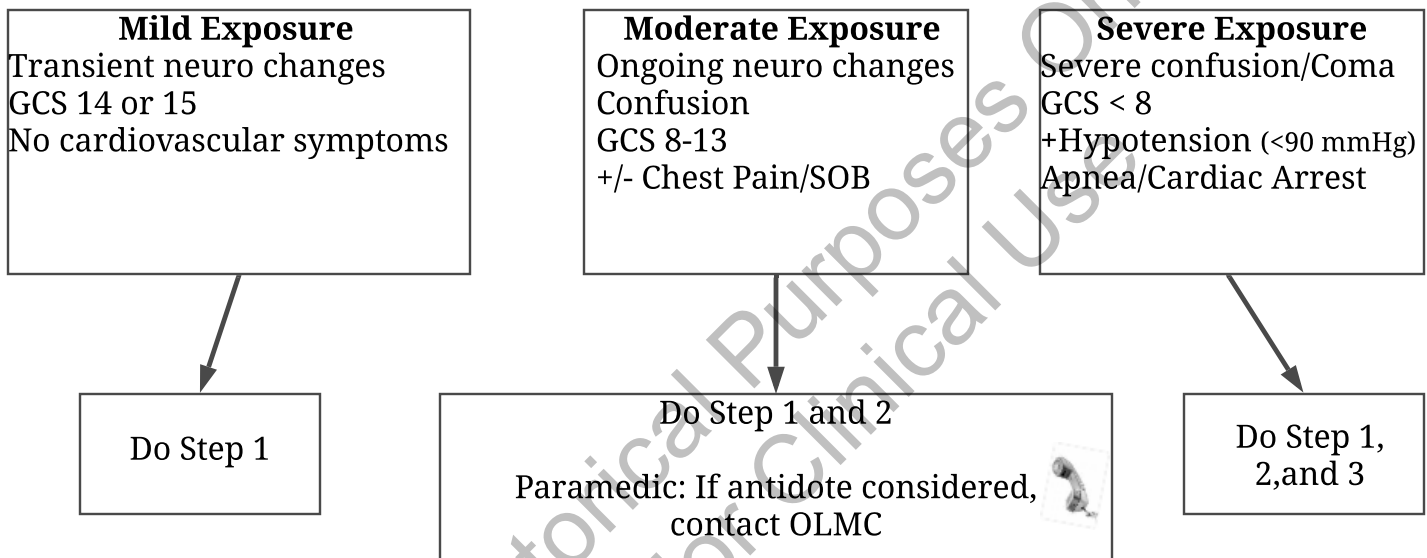 Mild Exposure
Transient neuro changes
GCS 14 or 15
No cardiovascular symptoms
Moderate Exposure
Ongoing neuro changes
Confusion
GCS 8-13
+/- Chest Pain/SOB
Severe Exposure
Severe confusion/Coma
GCS < 8
+Hypotension (<90 mmHg)
Apnea/Cardiac Arrest
Do Step 1
Do Step 1 and 2
Paramedic: If antidote considered,
contact OLMC
Do Step 1,
2,and 3
Purposes
Clinical Use